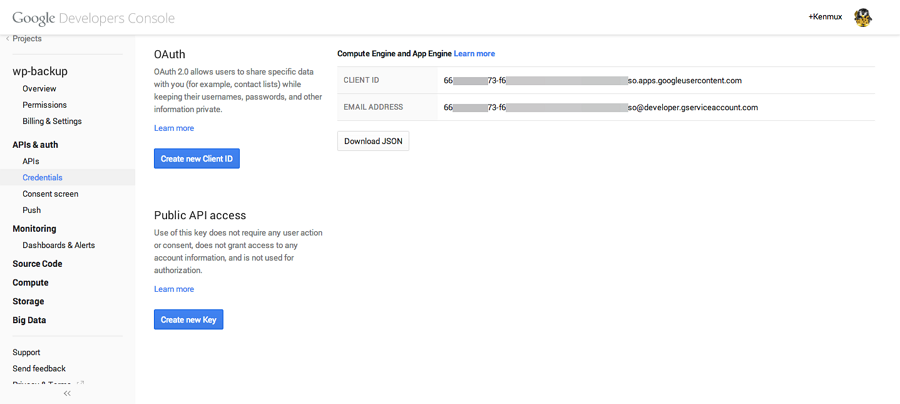 Google Developers Console
+Kenmux
< Projects
wp-backup
Overview
Permissions
Billing & Settings
APIs & auth
APIs
Credentials
Consent screen
Push
Monitoring
Dashboards & Alerts
Source Code
Compute
Storage
Big Data
Support
Send feedback
Privacy & Terms
<<
OAuth
OAuth 2.0 allows users to share specific data
with you (for example, contact lists) while
keeping their usernames, passwords, and other
information private.
Learn more
Create new Client ID
Public API access
Use of this key does not require any user action
or consent, does not grant access to any
account information, and is not used for
authorization.
Learn more
Create new Key
Compute Engine and App Engine Learn more
CLIENT ID 66 73-f6 so.apps.googleusercontent.com
EMAIL ADDRESS 66 73-f6 so@developer.gserviceaccount.com
Download JSON